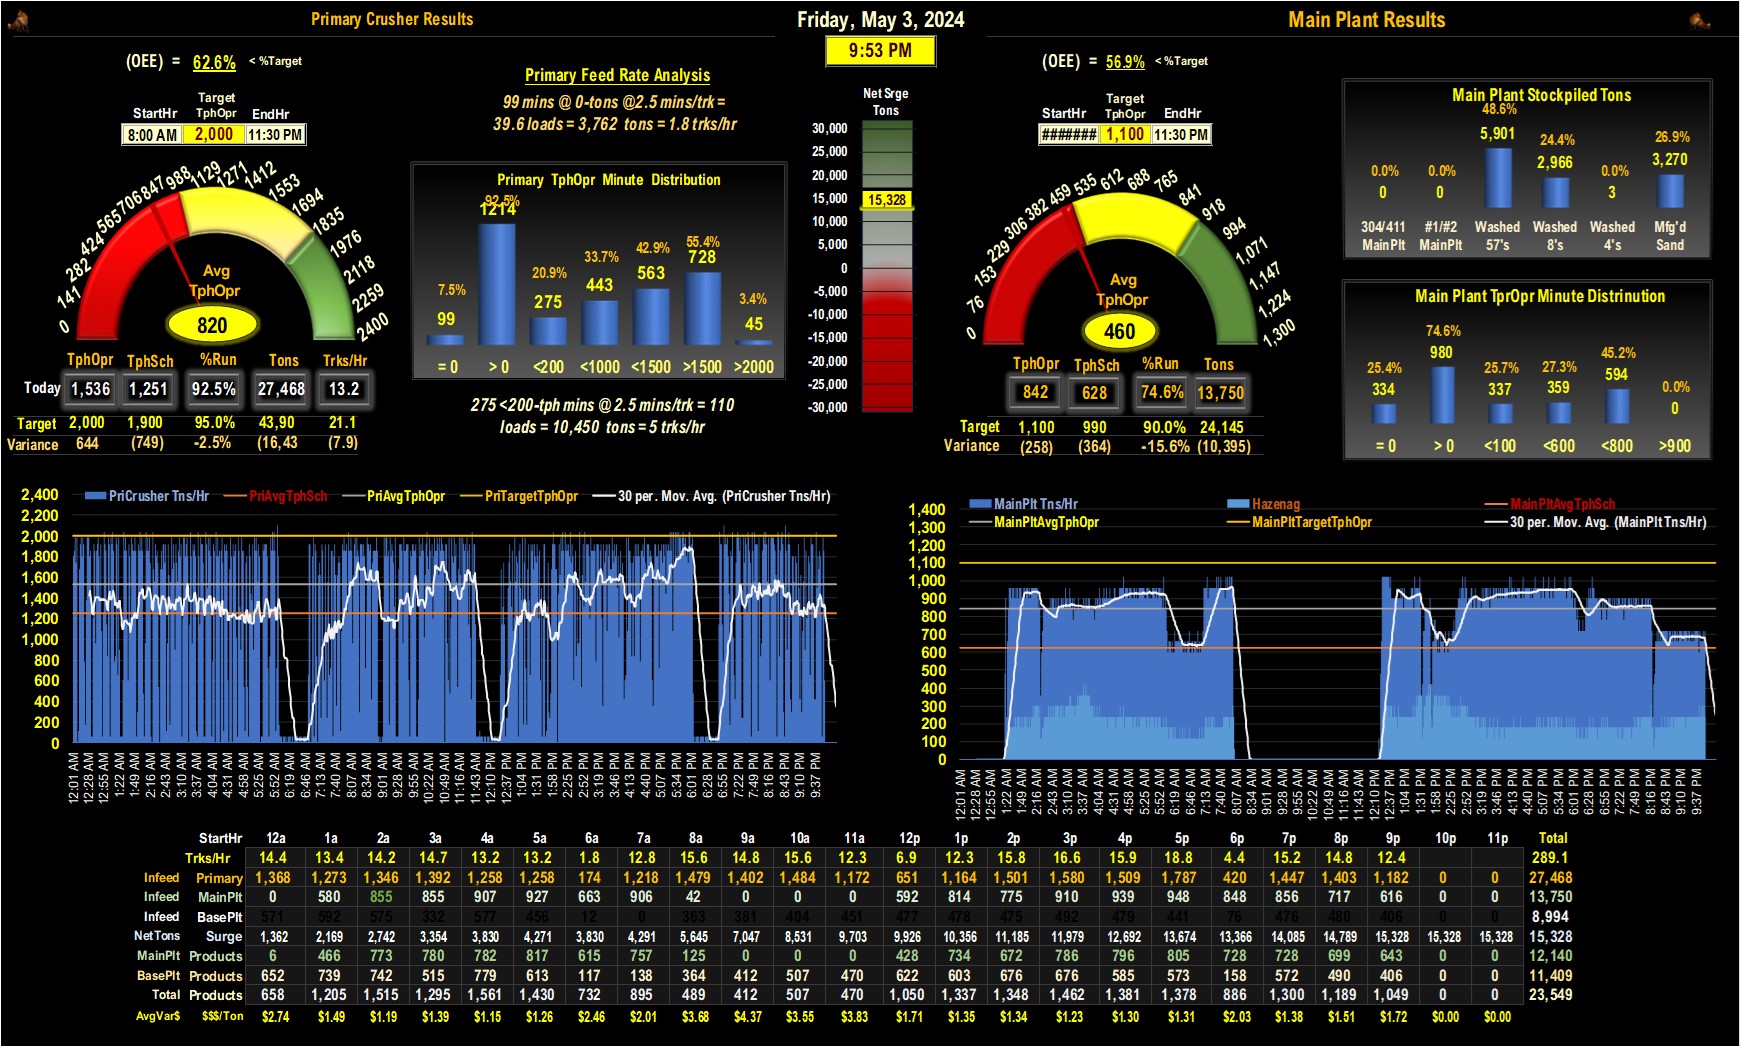 Primary Crusher Results
Friday, May 3, 2024
9:53 PM
Main Plant Results
(OEE) = 62.6% < %Target
StartHr Target TphOpr EndHr
8:00 AM 2,000 11:30 PM
0 141 282 424 565 706 847 988 1129 1271 1412 1553 1694 1835 1976 2118 2259 2400
Avg
TphOpr
820
TphOpr TphSch %Run Tons Trks/Hr
Today 1,536 1,251 92.5% 27,468 13.2
Target 2,000 1,900 95.0% 43,90 21.1
Variance 644 (749) -2.5% (16,43 (7.9)
Primary Feed Rate Analysis
99 mins @ 0-tons @2.5 mins/trk =
39.6 loads = 3,762 tons = 1.8 trks/hr
Primary TphOpr Minute Distribution
7.5% 92.5% 20.9% 33.7% 42.9% 55.4% 3.4%
99 1214 275 443 563 728 45
= 0 > 0 <200 <1000 <1500 >1500 >2000
275 <200-tph mins @ 2.5 mins/trk = 110
loads = 10,450 tons = 5 trks/hr
Net Srge
Tons
30,000
25,000
20,000
15,000
15,328
10,000
5,000
0
-5,000
-10,000
-15,000
-20,000
-25,000
-30,000
(OEE) = 56.9% < %Target
StartHr Target TphOpr EndHr
####### 1,100 11:30 PM
0 76 153 229 306 382 459 535 612 688 765 841 918 994 1,071 1,147 1,224 1,300
Avg
TphOpr
460
TphOpr TphSch %Run Tons
842 628 74.6% 13,750
Target 1,100 990 90.0% 24,145
Variance (258) (364) -15.6% (10,395)
Main Plant Stockpiled Tons
0.0% 0.0% 48.6% 24.4% 0.0% 26.9%
0 0 5,901 2,966 3 3,270
304/411 #1/#2 Washed Washed Washed Mfg'd
MainPlt MainPlt 57's 8's 4's Sand
Main Plant TprOpr Minute Distrinution
25.4% 74.6% 25.7% 27.3% 45.2% 0.0%
334 980 337 359 594 0
= 0 > 0 <100 <600 <800 >900
PriCrusher Tns/Hr PriAvgTphSch PriAvgTphOpr PriTargetTphOpr 30 per. Mov. Avg. (PriCrusher Tns/Hr)
2,400
2,200
2,000
1,800
1,600
1,400
1,200
1,000
800
600
400
200
0
12:01 AM 12:28 AM 12:55 AM 1:22 AM 1:49 AM 2:16 AM 2:43 AM 3:10 AM 3:37 AM 4:04 AM 4:31 AM 4:58 AM 5:25 AM 5:52 AM 6:19 AM 6:46 AM 7:13 AM 7:40 AM 8:07 AM 8:34 AM 9:01 AM 9:28 AM 9:55 AM 10:22 AM 10:49 AM 11:16 AM 11:43 AM 12:10 PM 12:37 PM 1:04 PM 1:31 PM 1:58 PM 2:25 PM 2:52 PM 3:19 PM 3:46 PM 4:13 PM 4:40 PM 5:07 PM 5:34 PM 6:01 PM 6:28 PM 6:55 PM 7:22 PM 7:49 PM 8:16 PM 8:43 PM 9:10 PM 9:37 PM
MainPlt Tns/Hr Hazenag MainPltAvgTphSch
MainPltAvgTphOpr MainPltTargetTphOpr 30 per. Mov. Avg. (MainPlt Tns/Hr)
1,400
1,300
1,200
1,100
1,000
900
800
700
600
500
400
300
200
100
0
12:01 AM 12:28 AM 12:55 AM 1:22 AM 1:49 AM 2:16 AM 2:43 AM 3:10 AM 3:37 AM 4:04 AM 4:31 AM 4:58 AM 5:25 AM 5:52 AM 6:19 AM 6:46 AM 7:13 AM 7:40 AM 8:07 AM 8:34 AM 9:01 AM 9:28 AM 9:55 AM 10:22 AM 10:49 AM 11:16 AM 11:43 AM 12:10 PM 12:37 PM 1:04 PM 1:31 PM 1:58 PM 2:25 PM 2:52 PM 3:19 PM 3:46 PM 4:13 PM 4:40 PM 5:07 PM 5:34 PM 6:01 PM 6:28 PM 6:55 PM 7:22 PM 7:49 PM 8:16 PM 8:43 PM 9:10 PM 9:37 PM
StartHr 12a 1a 2a 3a 4a 5a 6a 7a 8a 9a 10a 11a 12p 1p 2p 3p 4p 5p 6p 7p 8p 9p 10p 11p Total
Trks/Hr 14.4 13.4 14.2 14.7 13.2 13.2 1.8 12.8 15.6 14.8 15.6 12.3 6.9 12.3 15.8 16.6 15.9 18.8 4.4 15.2 14.8 12.4 289.1
Infeed Primary 1,368 1,273 1,346 1,392 1,258 1,258 174 1,218 1,479 1,402 1,484 1,172 651 1,164 1,501 1,580 1,509 1,787 420 1,447 1,403 1,182 0 0 27,468
Infeed MainPlt 0 580 855 855 907 927 663 906 42 0 0 0 592 814 775 910 939 948 848 856 717 616 0 0 13,750
Infeed BasePlt 571 592 575 332 577 456 12 0 363 381 404 451 477 478 475 492 479 441 76 476 480 406 0 0 8,994
NetTons Surge 1,362 2,169 2,742 3,354 3,830 4,271 3,830 4,291 5,645 7,047 8,531 9,703 9,926 10,356 11,185 11,979 12,692 13,674 13,366 14,085 14,789 15,328 15,328 15,328 15,328
MainPlt Products 6 466 773 780 782 817 615 757 125 0 0 0 428 734 672 786 796 805 728 728 699 643 0 0 12,140
BasePlt Products 652 739 742 515 779 613 117 138 364 412 507 470 622 603 676 676 585 573 158 572 490 406 0 0 11,409
Total Products 658 1,205 1,515 1,295 1,561 1,430 732 895 489 412 507 470 1,050 1,337 1,348 1,462 1,381 1,378 886 1,300 1,189 1,049 0 0 23,549
AvgVar$ $$$/Ton $2.74 $1.49 $1.19 $1.39 $1.15 $1.26 $2.46 $2.01 $3.68 $4.37 $3.55 $3.83 $1.71 $1.35 $1.34 $1.23 $1.30 $1.31 $2.03 $1.38 $1.51 $1.72 $0.00 $0.00